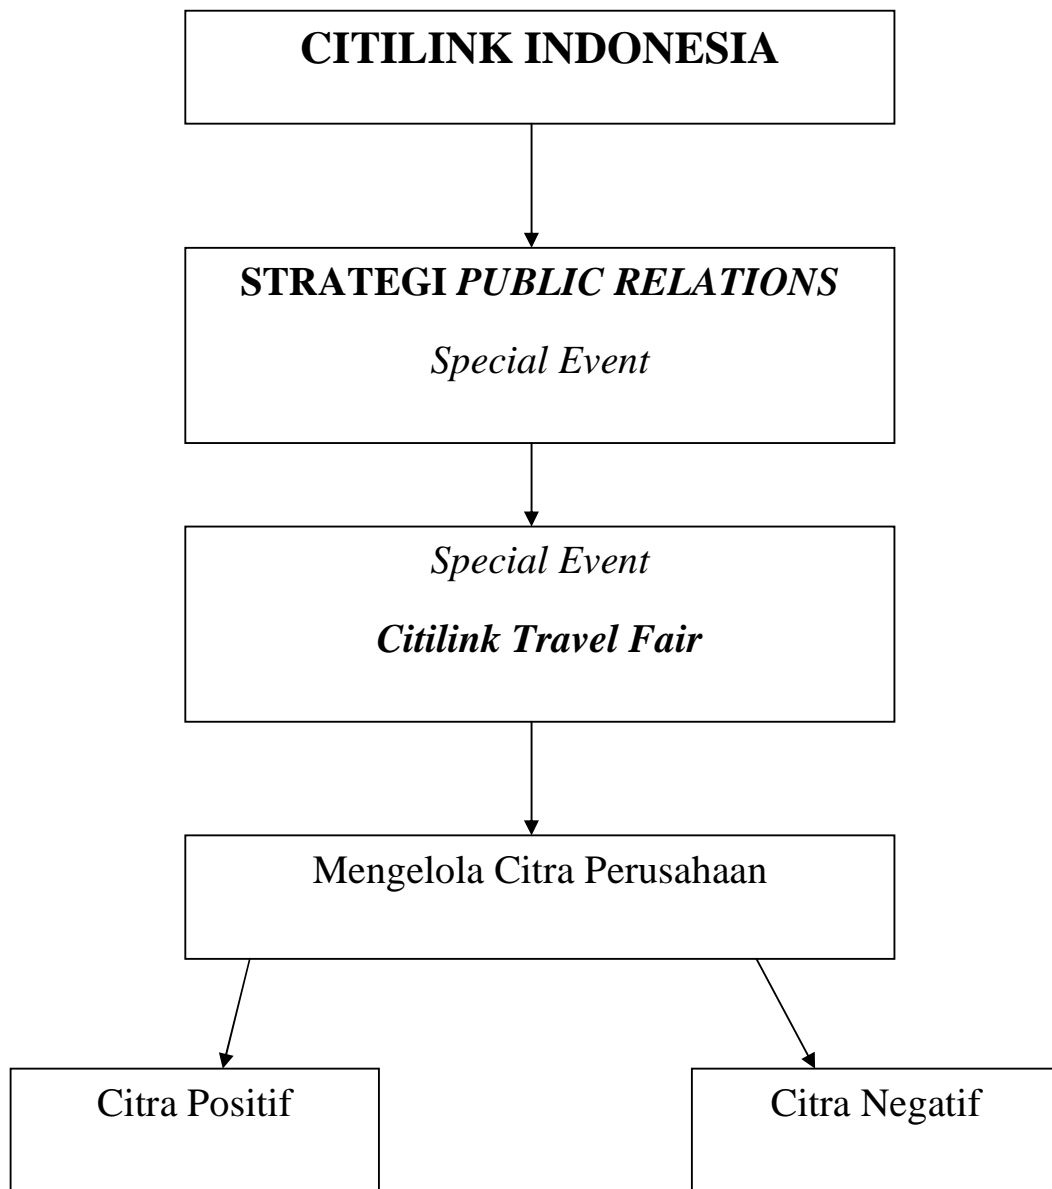 CITILINK INDONESIA
STRATEGI PUBLIC RELATIONS
Special Event
Special Event
Citilink Travel Fair
Mengelola Citra Perusahaan
Citra Positif
Citra Negatif